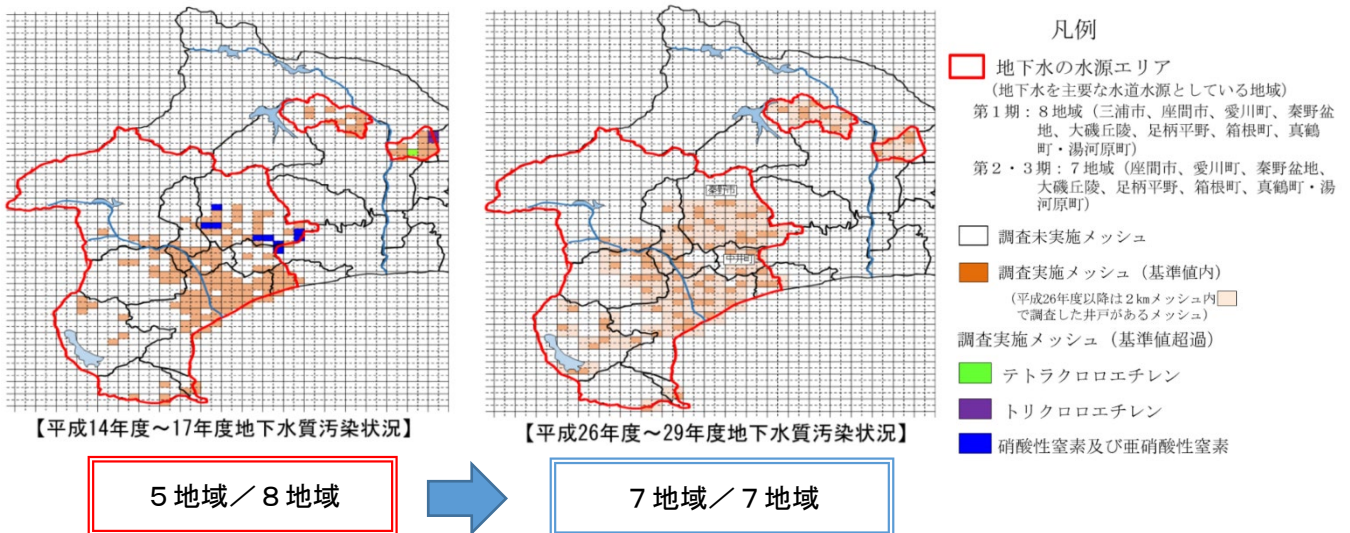 秦野市
中井町
【平成14年度～17年度地下水質汚染状況】
【平成26年度～29年度地下水質汚染状況】
5地域／8地域
7地域／7地域
凡例
地下水の水源エリア
（地下水を主要な水道水源としている地域）
第1期：8地域（三浦市、座間市、愛川町、秦野盆
地、大磯丘陵、足柄平野、箱根町、真鶴
町・湯河原町）
第2・3期：7地域（座間市、愛川町、秦野盆地、
大磯丘陵、足柄平野、箱根町、真鶴町・湯
河原町）
調査未実施メッシュ
調査実施メッシュ（基準値内）
（平成26年度以降は2㎞メッシュ内
で調査した井戸があるメッシュ）
調査実施メッシュ（基準値超過）
テトラクロロエチレン
トリクロロエチレン
硝酸性窒素及び亜硝酸性窒素